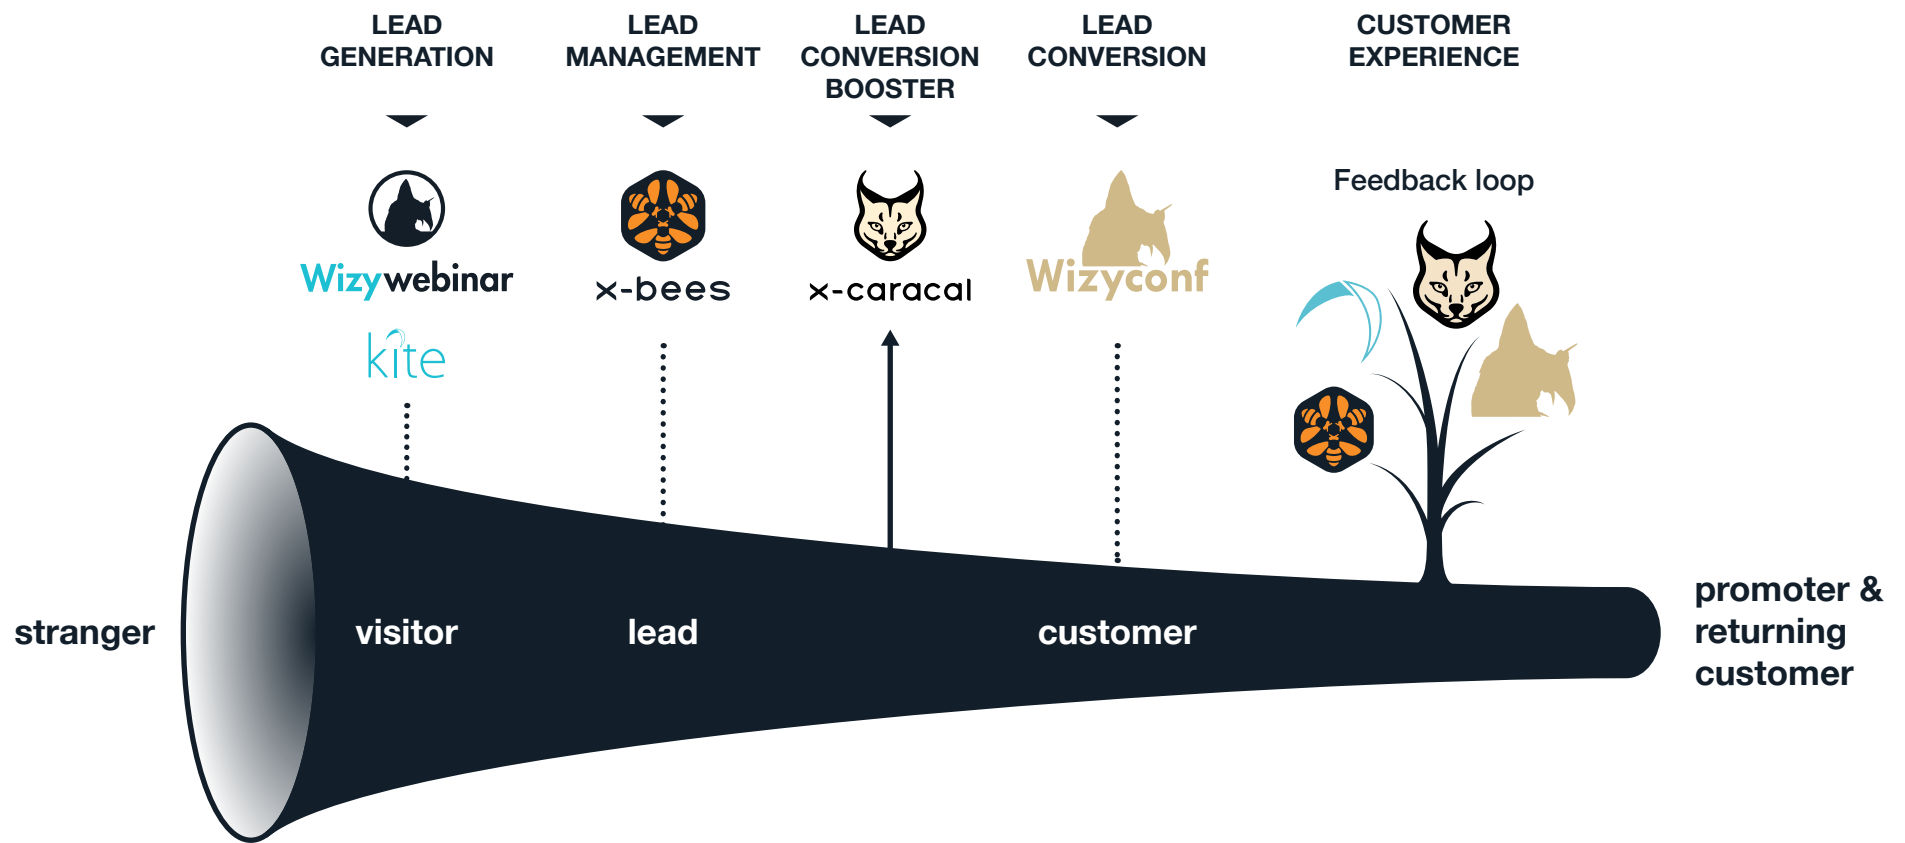 LEAD
GENERATION
LEAD
MANAGEMENT
LEAD
CONVERSION
BOOSTER
LEAD
CONVERSION
CUSTOMER
EXPERIENCE
Wizywebinar
kite
x-bees
x-caracal
Wizyconf
Feedback loop
stranger
visitor
lead
customer
promoter &
returning
customer